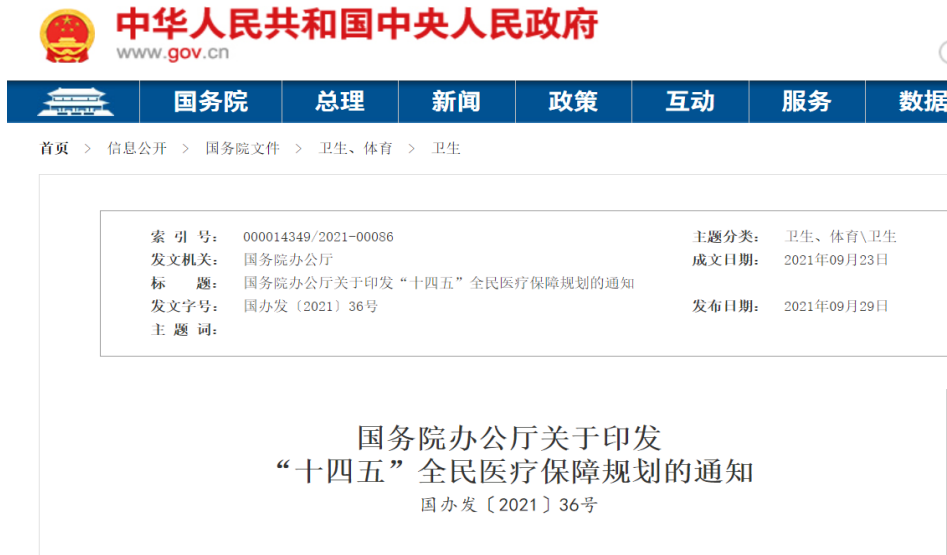 中华人民共和国中央人民政府
www.gov.cn
国务院 总理 新闻 政策 互动 服务 数据
首页 > 信息公开 > 国务院文件 > 卫生、体育 > 卫生
索 引 号： 000014349/2021-00086 主题分类： 卫生、体育\卫生
发文机关： 国务院办公厅 成文日期： 2021年09月23日
标 题： 国务院办公厅关于印发“十四五”全民医疗保障规划的通知
发文字号： 国办发〔2021〕36号 发布日期： 2021年09月29日
主 题 词：
国务院办公厅关于印发
“十四五”全民医疗保障规划的通知
国办发〔2021〕36号